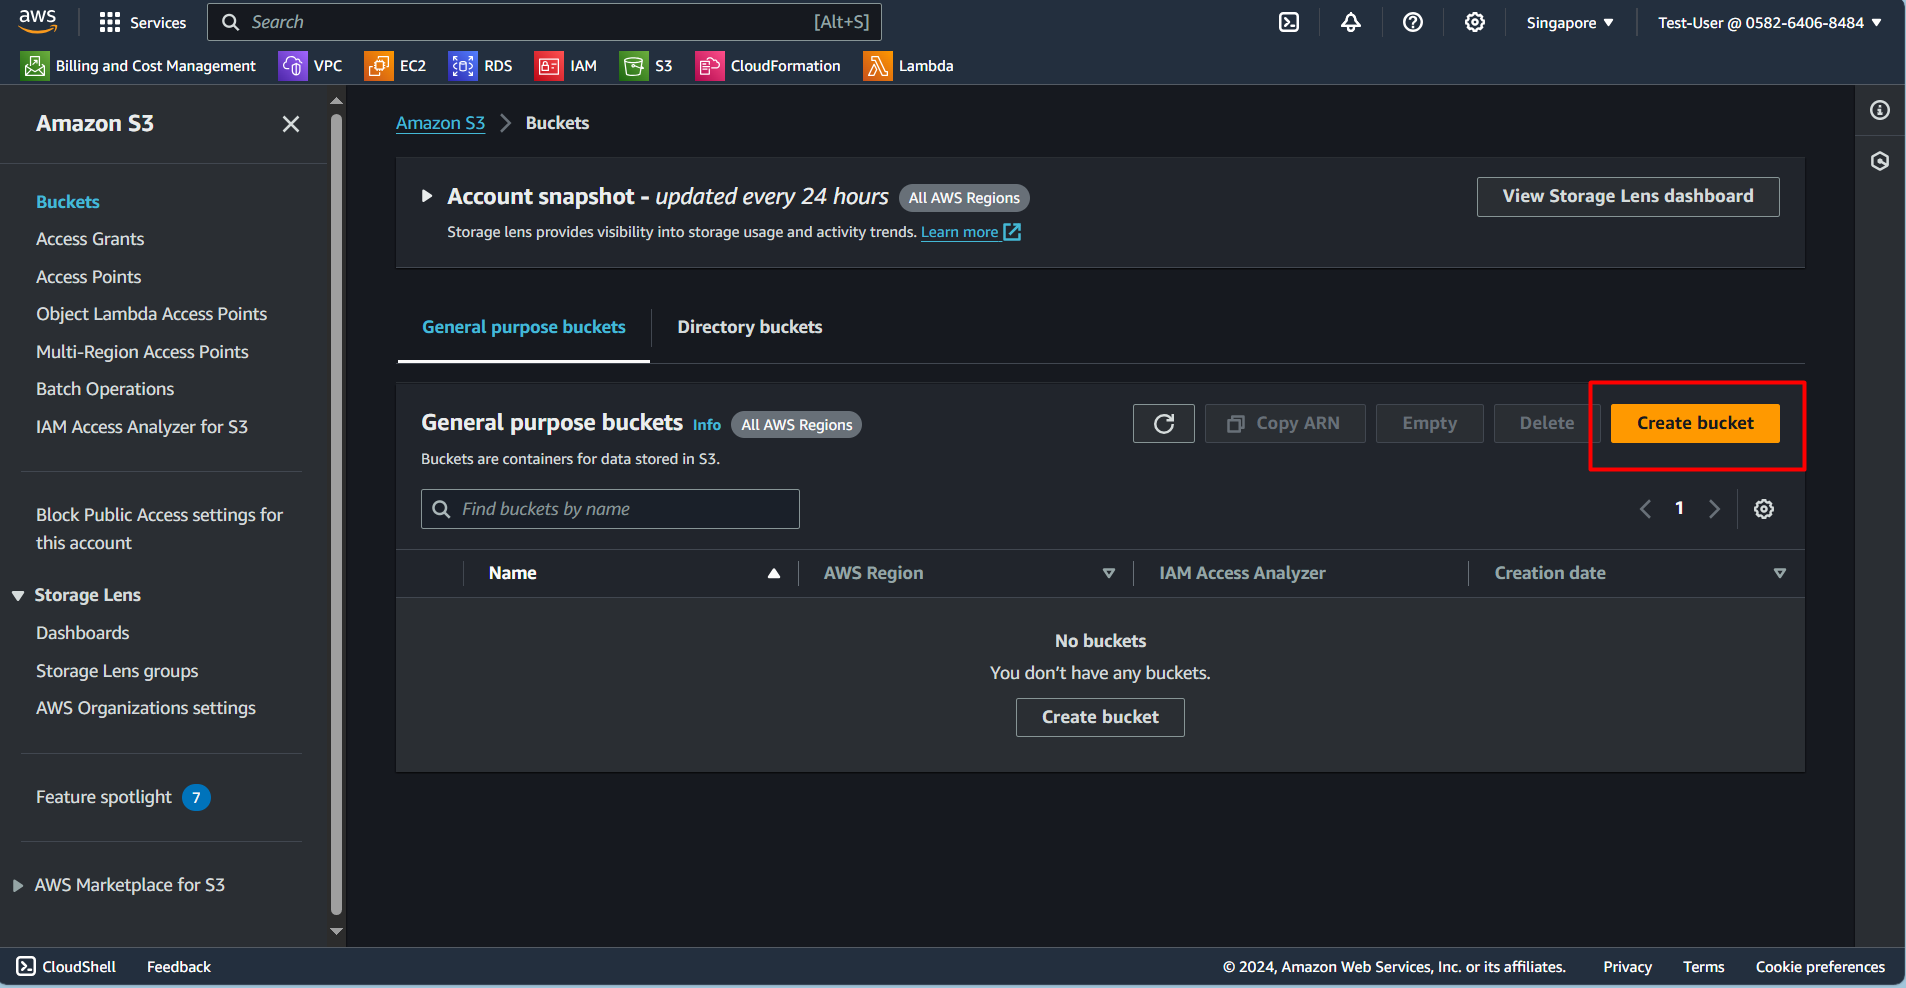 aws Services Search [Alt+S] Singapore Test-User @ 0582-6406-8484
Billing and Cost Management VPC EC2 RDS IAM S3 CloudFormation Lambda
Amazon S3
Buckets
Access Grants
Access Points
Object Lambda Access Points
Multi-Region Access Points
Batch Operations
IAM Access Analyzer for S3
Block Public Access settings for
this account
Storage Lens
Dashboards
Storage Lens groups
AWS Organizations settings
Feature spotlight 7
AWS Marketplace for S3
Amazon S3 Buckets
Account snapshot - updated every 24 hours All AWS Regions View Storage Lens dashboard
Storage lens provides visibility into storage usage and activity trends. Learn more
General purpose buckets Directory buckets
General purpose buckets Info All AWS Regions Copy ARN Empty Delete Create bucket
Buckets are containers for data stored in S3.
Find buckets by name 1
Name AWS Region IAM Access Analyzer Creation date
No buckets
You don’t have any buckets.
Create bucket
CloudShell Feedback © 2024, Amazon Web Services, Inc. or its affiliates. Privacy Terms Cookie preferences